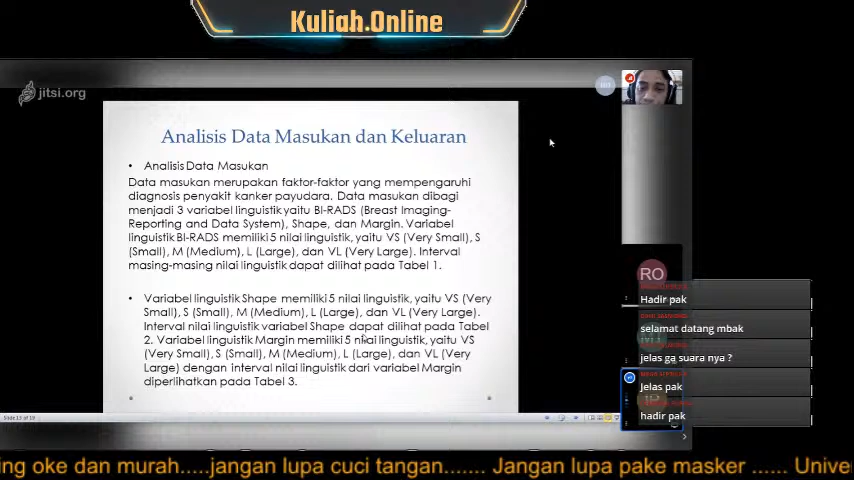 Kuliah.Online
jitsi.org
Analisis Data Masukan dan Keluaran
• Analisis Data Masukan
Data masukan merupakan faktor-faktor yang mempengaruhi
diagnosis penyakit kanker payudara. Data masukan dibagi
menjadi 3 variabel linguistik yaitu BI-RADS (Breast Imaging-
Reporting and Data System), Shape, dan Margin. Variabel
linguistik BI-RADS memiliki 5 nilai linguistik, yaitu VS (Very Small), S
(Small), M (Medium), L (Large), dan VL (Very Large). Interval
masing-masing nilai linguistik dapat dilihat pada Tabel 1.
• Variabel linguistik Shape memiliki 5 nilai linguistik, yaitu VS (Very
Small), S (Small), M (Medium), L (Large), dan VL (Very Large).
Interval nilai linguistik variabel Shape dapat dilihat pada Tabel
2. Variabel linguistik Margin memiliki 5 nilai linguistik, yaitu VS
(Very Small), S (Small), M (Medium), L (Large), dan VL (Very
Large) dengan interval nilai linguistik dari variabel Margin
diperlihatkan pada Tabel 3.
Slide 13 of 19
RO
Hadir pak
selamat datang mbak
jelas ga suara nya ?
Jelas pak
hadir pak
ing oke dan murah.....jangan lupa cuci tangan....... Jangan lupa pake masker ...... Univer